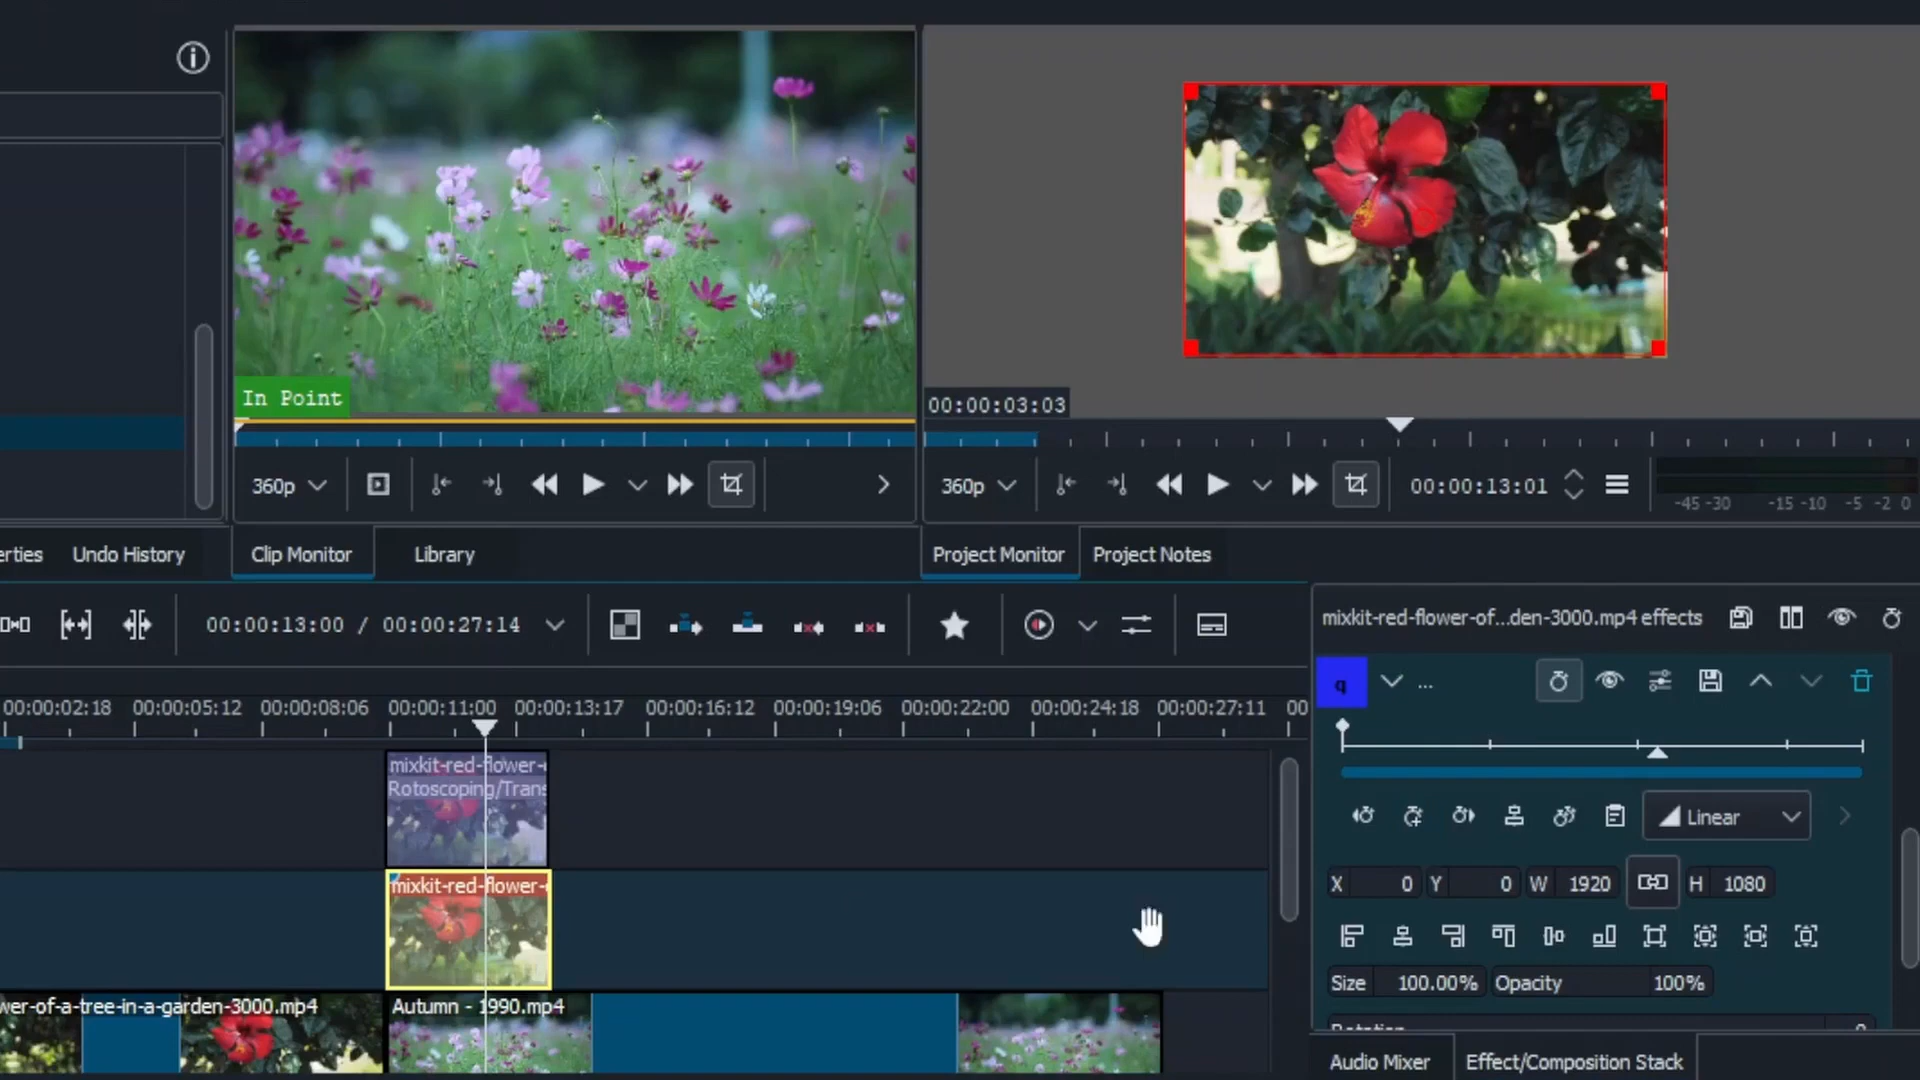 In Point
00:00:03:03
360p
360p
00:00:13:01
-45 -30 -15 -10 -5 -2 0
erties
Undo History
Clip Monitor
Library
Project Monitor
Project Notes
00:00:13:00 / 00:00:27:14
mixkit-red-flower-of...den-3000.mp4 effects
q
...
00:00:02:18 00:00:05:12 00:00:08:06 00:00:11:00 00:00:13:17 00:00:16:12 00:00:19:06 00:00:22:00 00:00:24:18 00:00:27:11 00
mixkit-red-flower-
Rotoscoping/Trans
Linear
mixkit-red-flower-
X 0 Y 0 W 1920 H 1080
Size 100.00% Opacity 100%
wer-of-a-tree-in-a-garden-3000.mp4
Autumn - 1990.mp4
Rotation 0
Audio Mixer
Effect/Composition Stack